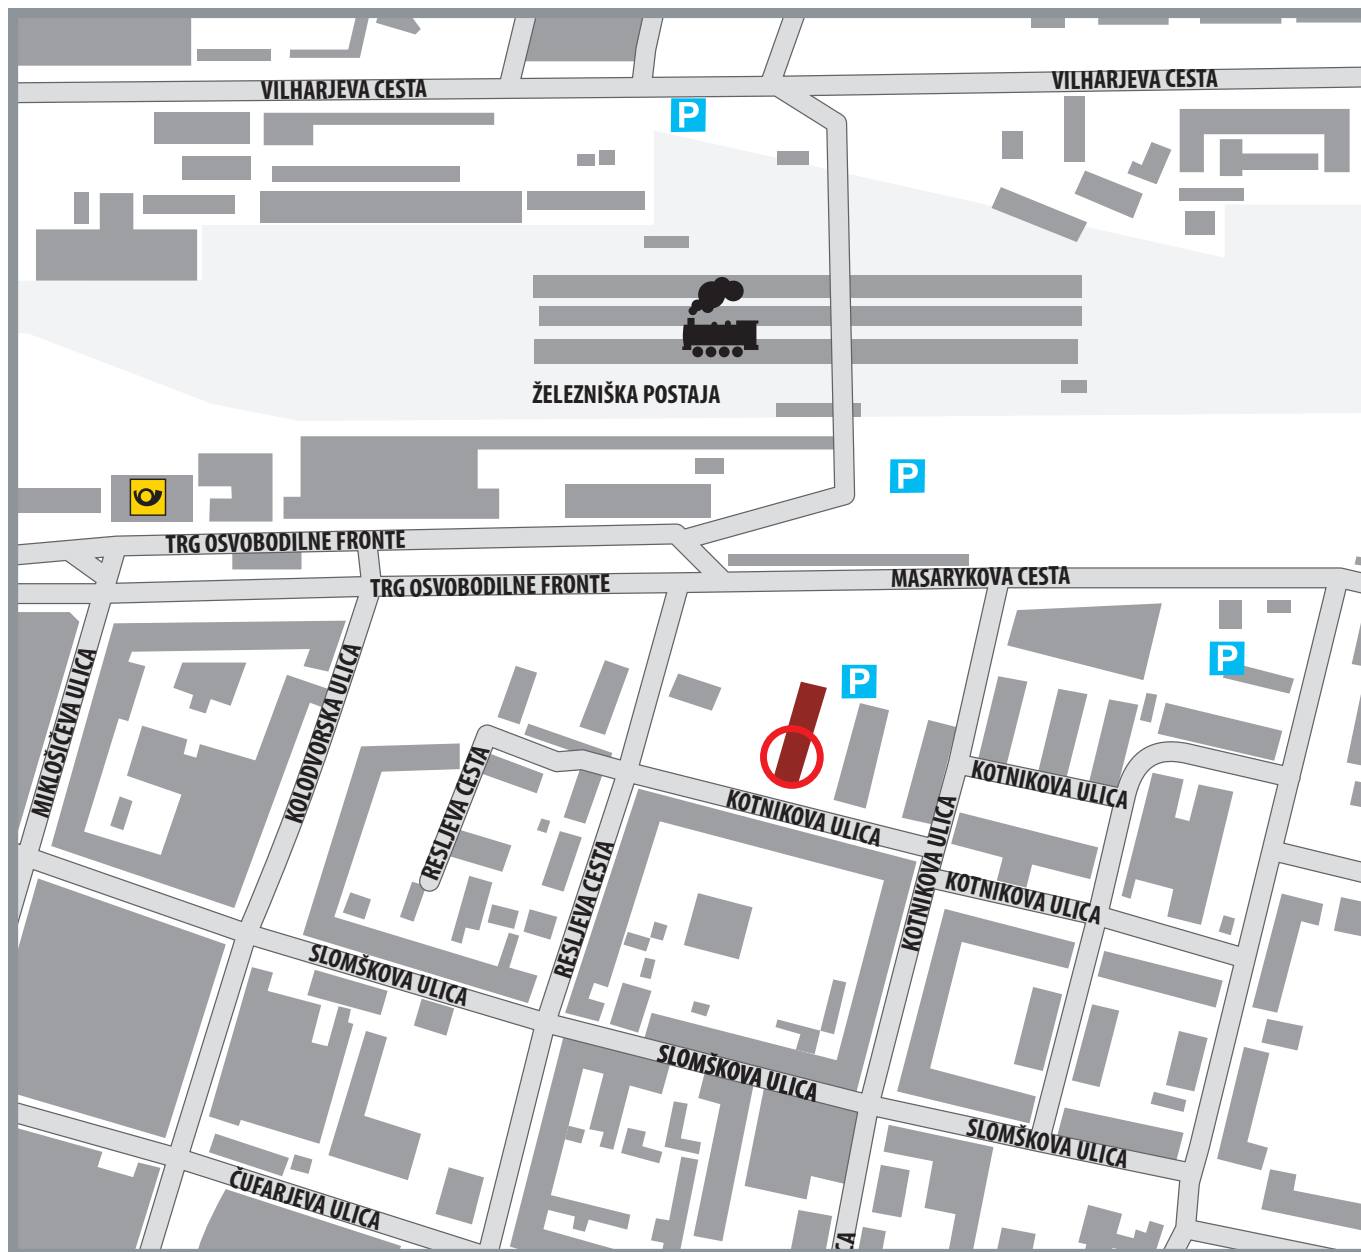 VILHARJEVA CESTA
VILHARJEVA CESTA
P
ŽELEZNIŠKA POSTAJA
P
TRG OSVOBODILNE FRONTE
TRG OSVOBODILNE FRONTE
MASARYKOVA CESTA
MIKLOŠIČEVA ULICA
KOLODVORSKA ULICA
P
P
RESLJEVA CESTA
KOTNIKOVA ULICA
KOTNIKOVA ULICA
KOTNIKOVA ULICA
KOTNIKOVA ULICA
RESLJEVA CESTA
SLOMŠKOVA ULICA
SLOMŠKOVA ULICA
SLOMŠKOVA ULICA
ČUFARJEVA ULICA
CA